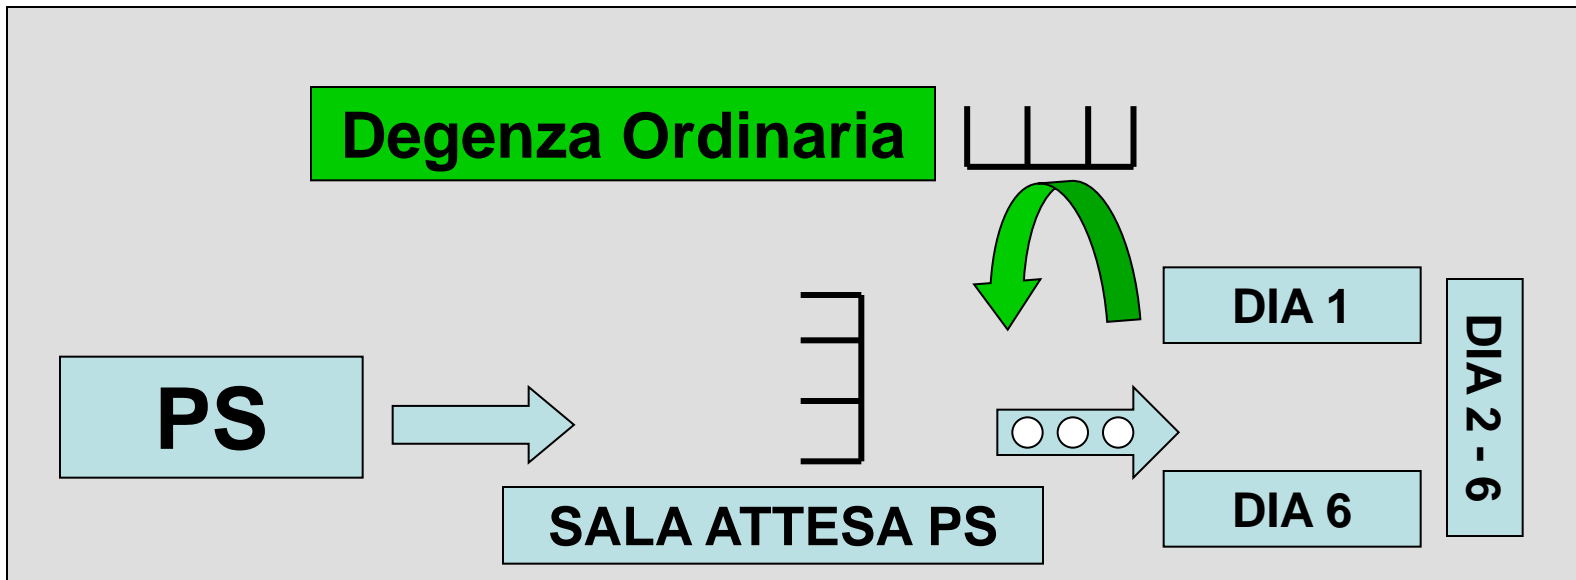 Degenza Ordinaria
DIA 1
DIA 2 - 6
PS
DIA 6
SALA ATTESA PS